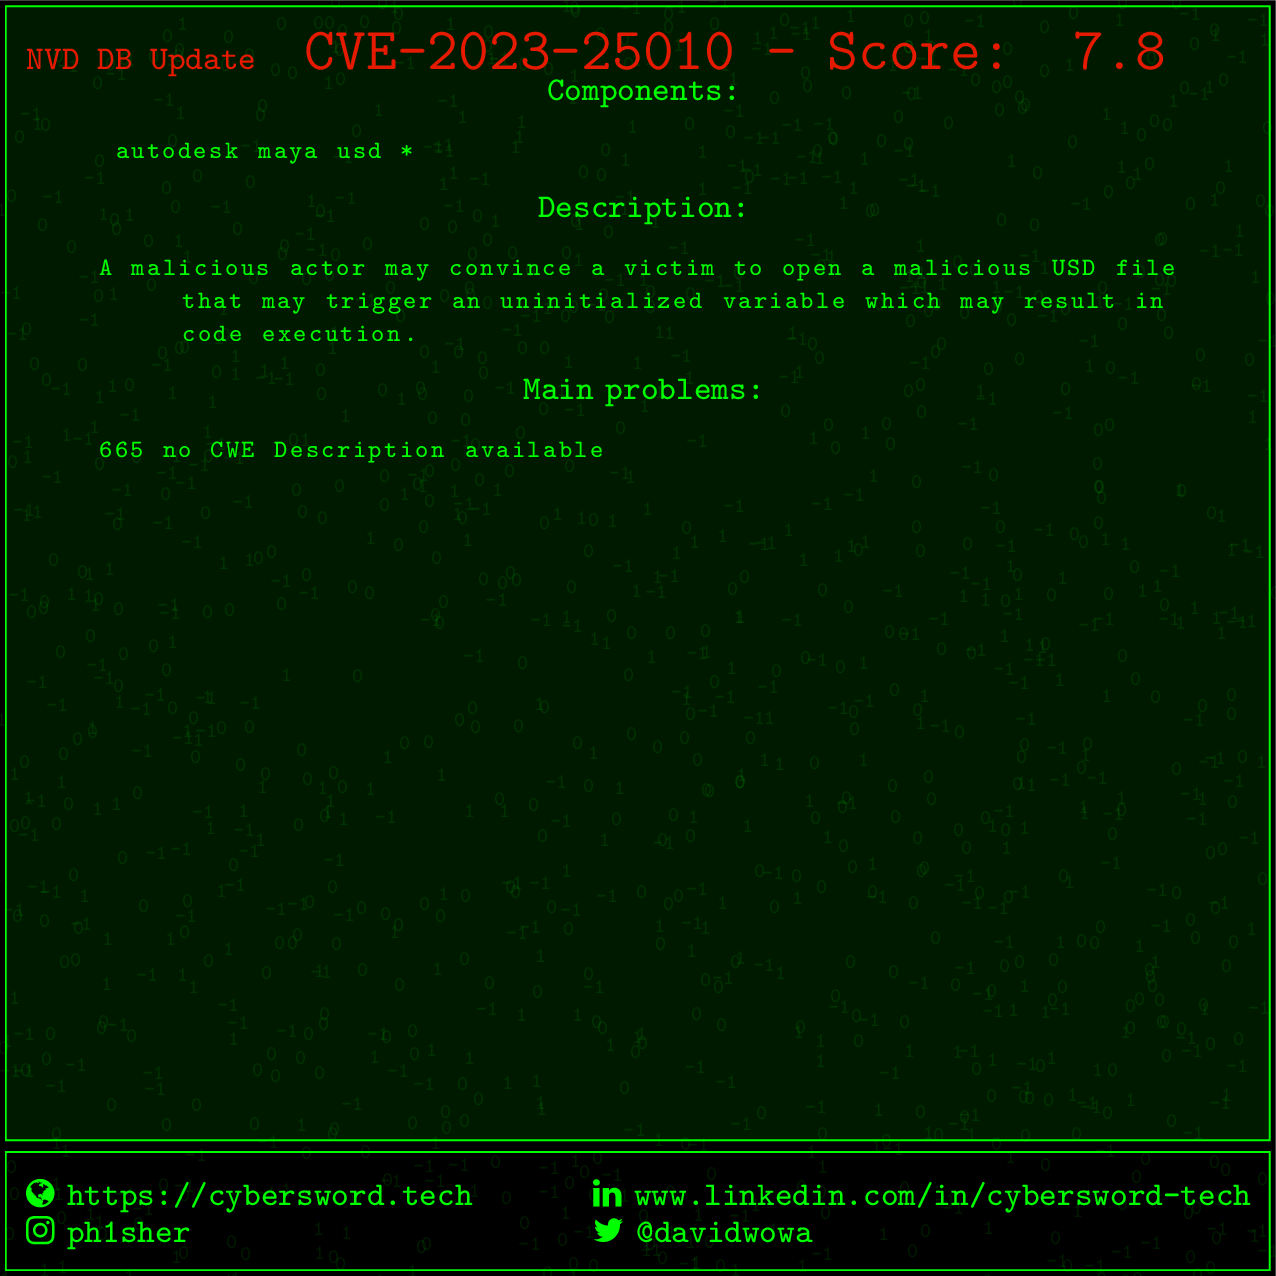 NVD DB Update CVE-2023-25010 - Score: 7.8
Components:
autodesk maya usd *
Description:
A malicious actor may convince a victim to open a malicious USD file
that may trigger an uninitialized variable which may result in
code execution.
Main problems:
665 no CWE Description available
https://cybersword.tech
www.linkedin.com/in/cybersword-tech
ph1sher
@davidwowa